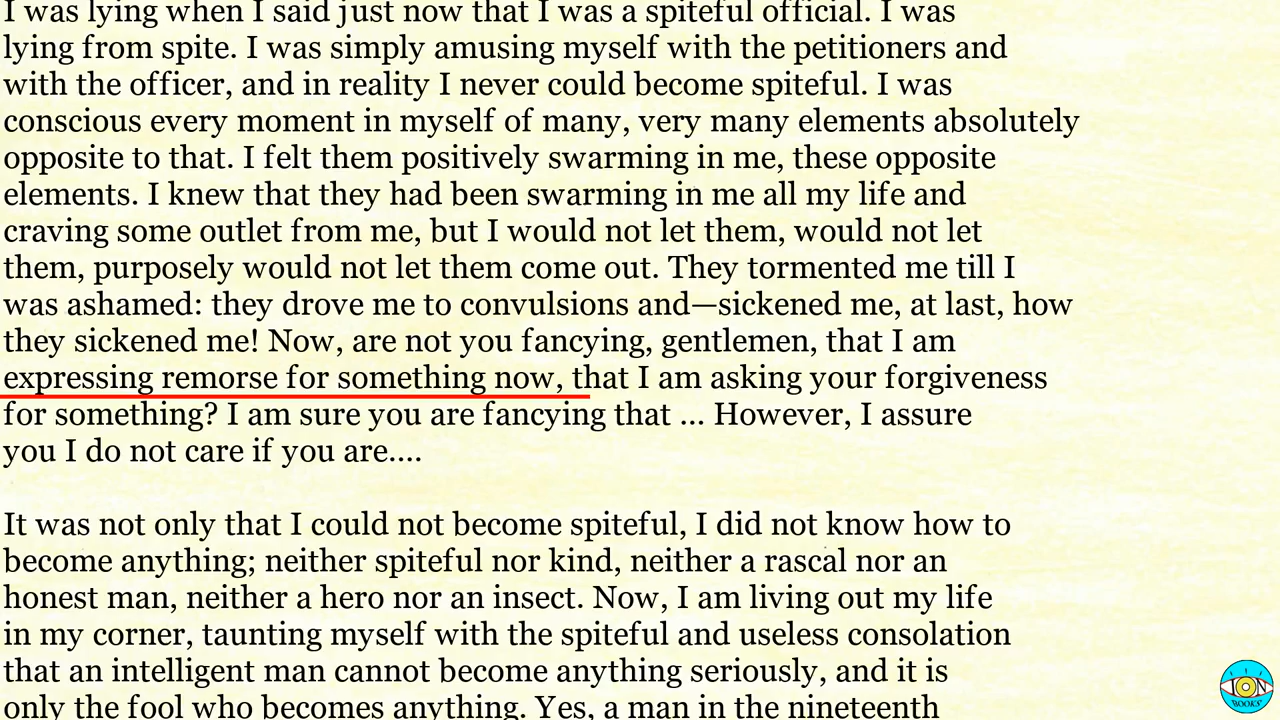 I was lying when I said just now that I was a spiteful official. I was
lying from spite. I was simply amusing myself with the petitioners and
with the officer, and in reality I never could become spiteful. I was
conscious every moment in myself of many, very many elements absolutely
opposite to that. I felt them positively swarming in me, these opposite
elements. I knew that they had been swarming in me all my life and
craving some outlet from me, but I would not let them, would not let
them, purposely would not let them come out. They tormented me till I
was ashamed: they drove me to convulsions and—sickened me, at last, how
they sickened me! Now, are not you fancying, gentlemen, that I am
expressing remorse for something now, that I am asking your forgiveness
for something? I am sure you are fancying that ... However, I assure
you I do not care if you are....
It was not only that I could not become spiteful, I did not know how to
become anything; neither spiteful nor kind, neither a rascal nor an
honest man, neither a hero nor an insect. Now, I am living out my life
in my corner, taunting myself with the spiteful and useless consolation
that an intelligent man cannot become anything seriously, and it is
only the fool who becomes anything. Yes, a man in the nineteenth
ION
BOOKS